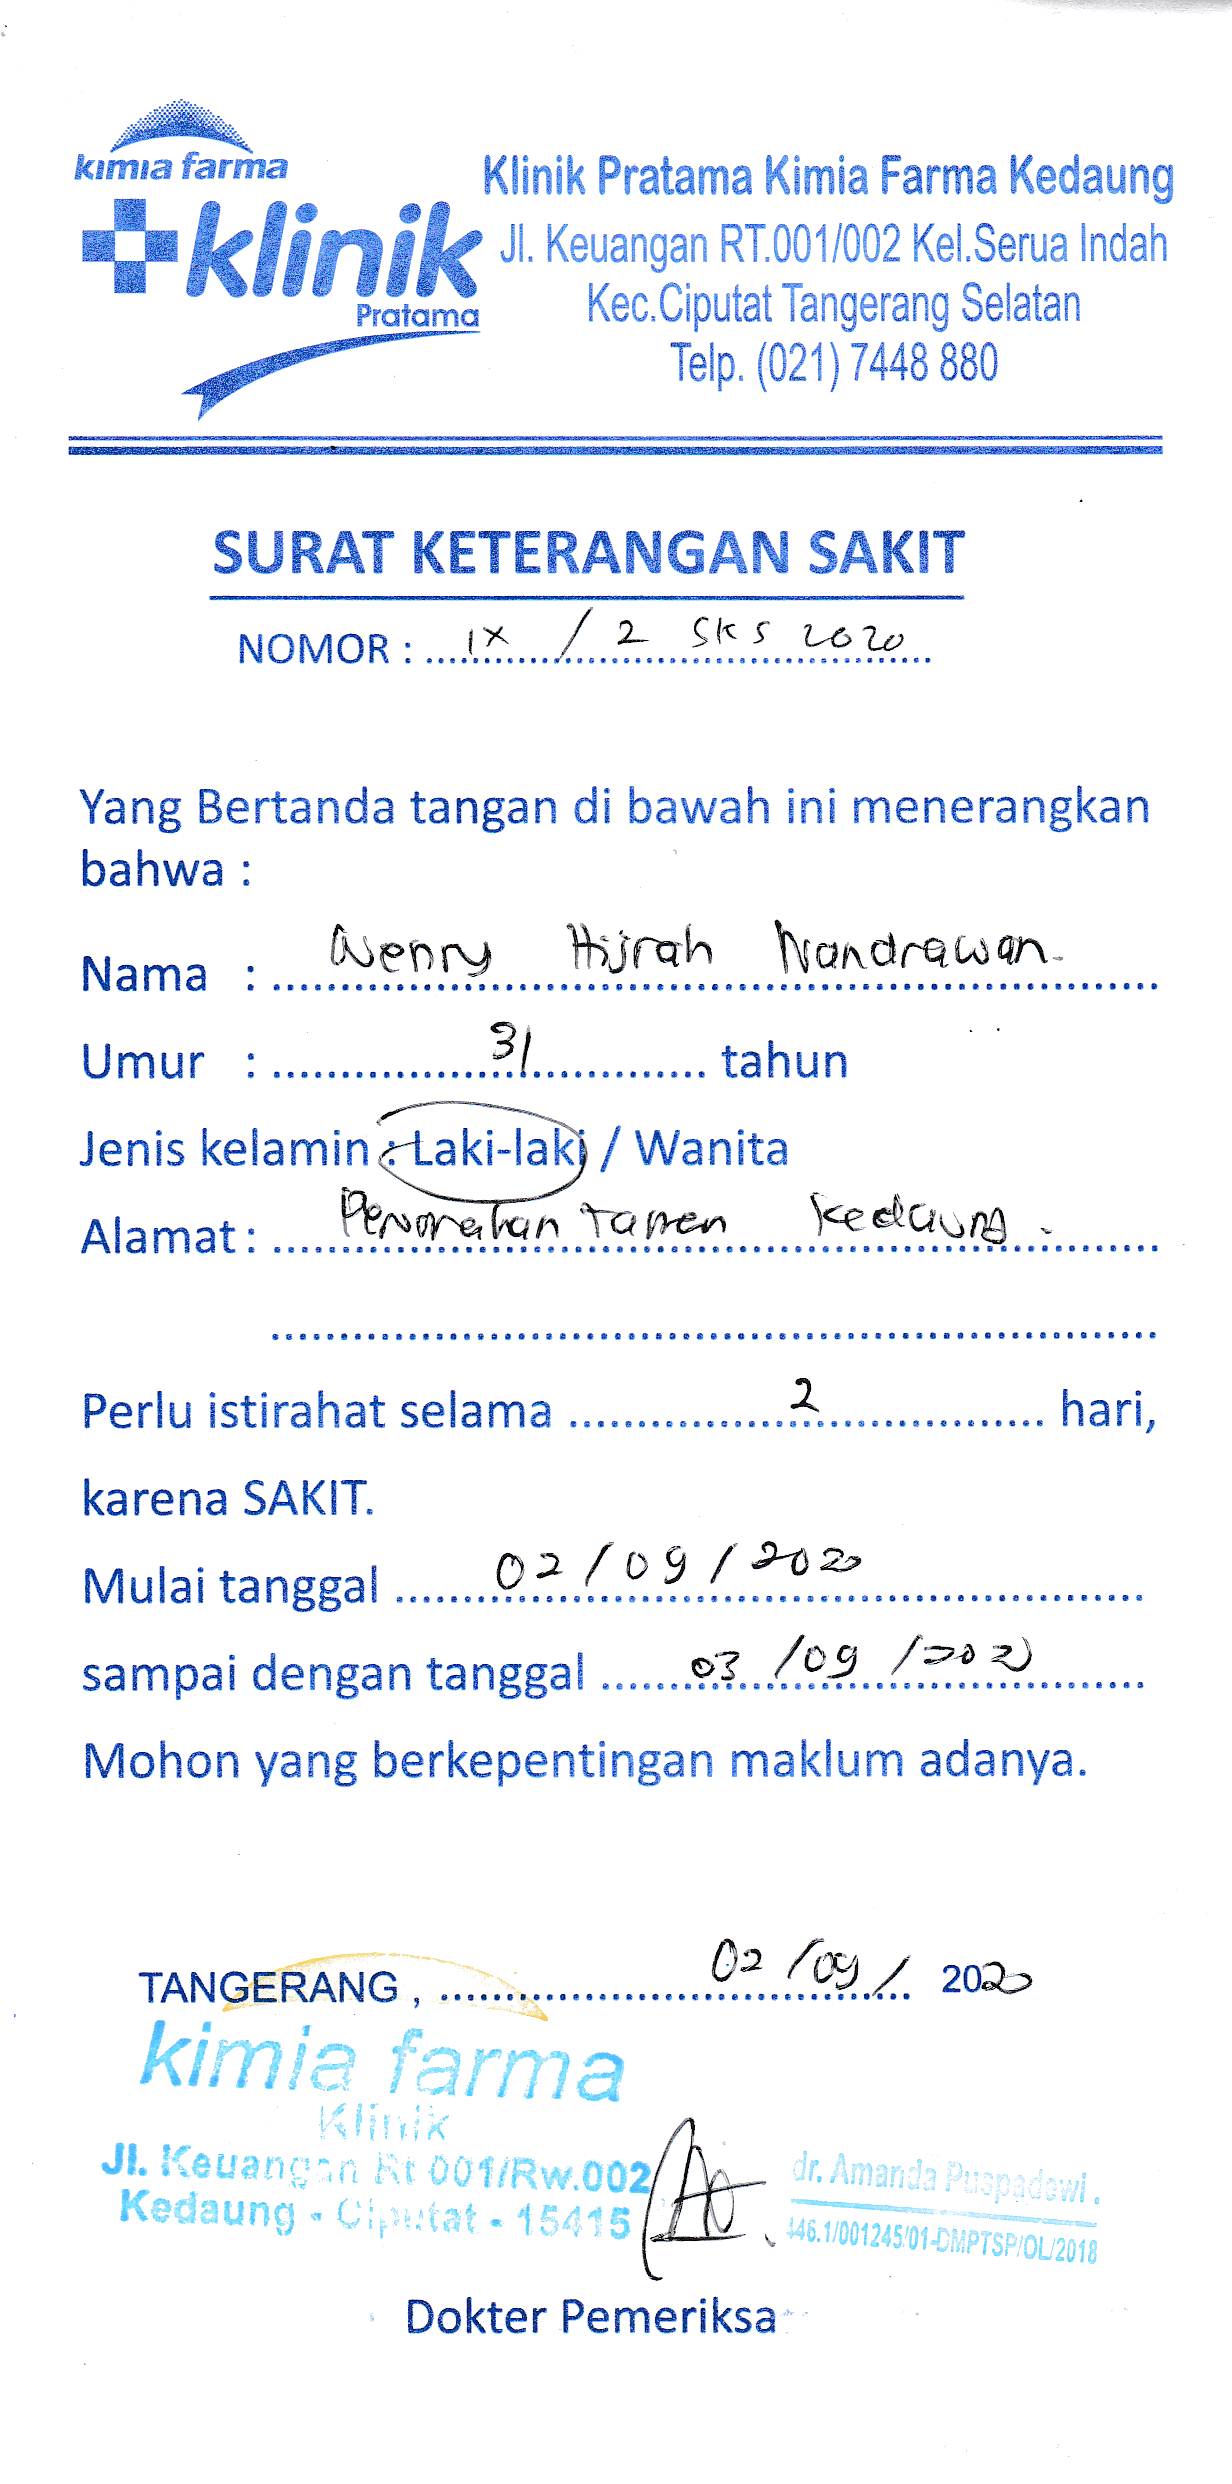 kimia farma
klinik
Pratama
Klinik Pratama Kimia Farma Kedaung
Jl. Keuangan RT.001/002 Kel.Serua Indah
Kec.Ciputat Tangerang Selatan
Telp. (021) 7448 880
SURAT KETERANGAN SAKIT
NOMOR : IX / 2 SKS 2020
Yang Bertanda tangan di bawah ini menerangkan
bahwa :
Nama : Wenry Hijrah Nandrawan.
Umur : 31 tahun
Jenis kelamin : Laki-laki / Wanita
Alamat : Perumahan Taman Kedaung.
Perlu istirahat selama 2 hari,
karena SAKIT.
Mulai tanggal 02/09/2020
sampai dengan tanggal 03/09/2020
Mohon yang berkepentingan maklum adanya.
TANGERANG, 02/09/ 2020
kimia farma
Klinik
Jl. Keuangan Rt 001/Rw.002
Kedaung - Ciputat - 15415
dr. Amanda Puspadewi.
446.1/001245/01-DMPTSP/OL/2018
Dokter Pemeriksa